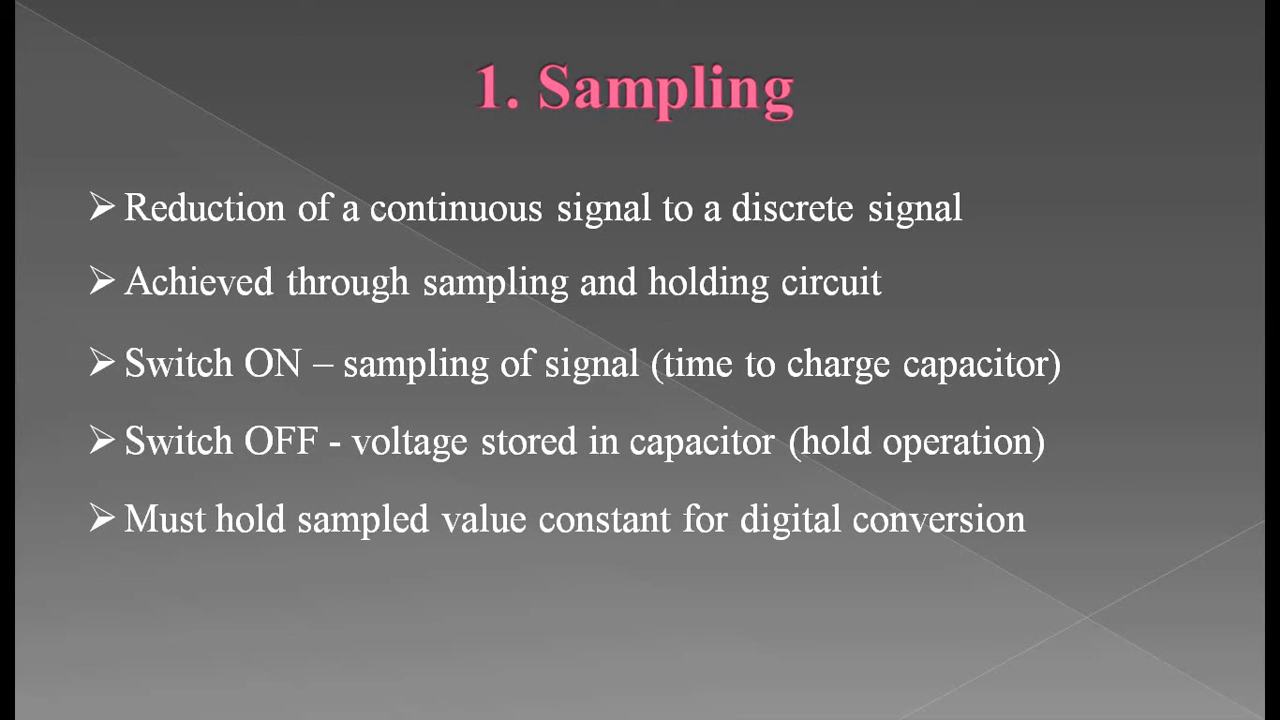 1. Sampling
➢ Reduction of a continuous signal to a discrete signal
➢ Achieved through sampling and holding circuit
➢ Switch ON – sampling of signal (time to charge capacitor)
➢ Switch OFF - voltage stored in capacitor (hold operation)
➢ Must hold sampled value constant for digital conversion